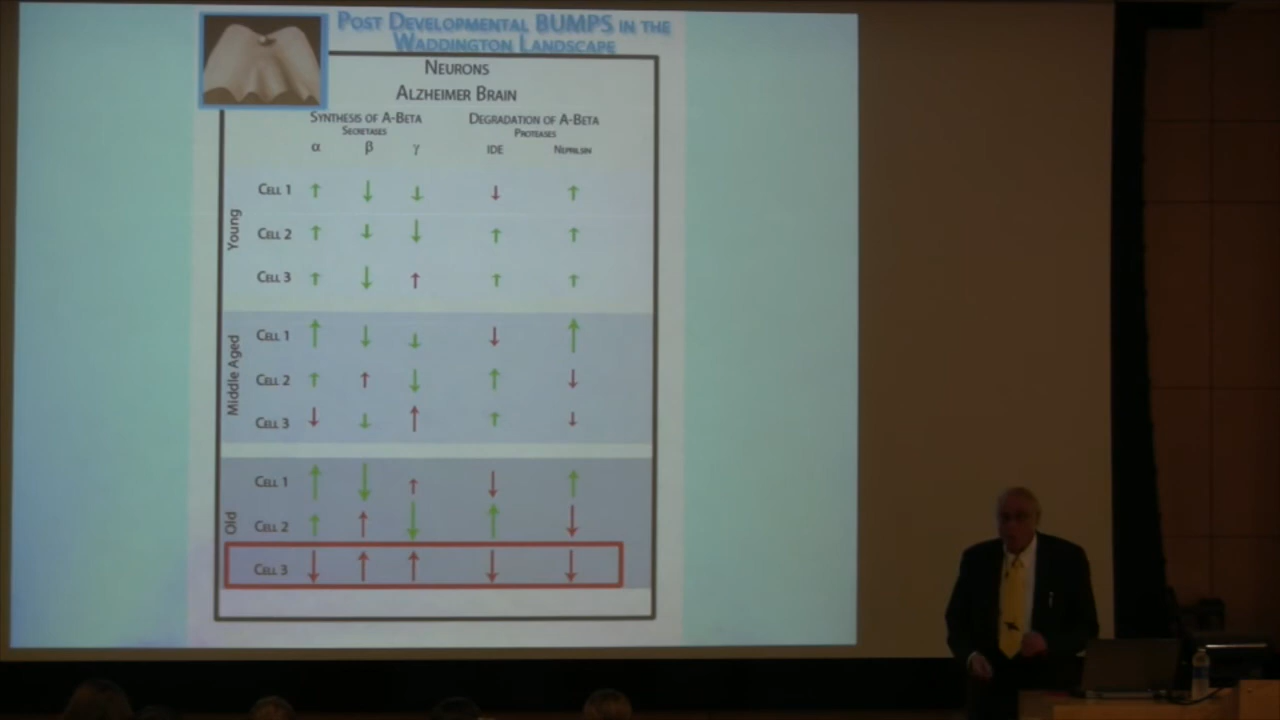 POST DEVELOPMENTAL BUMPS IN THE
WADDINGTON LANDSCAPE
NEURONS
ALZHEIMER BRAIN
SYNTHESIS OF A-BETA
SECRETASES
DEGRADATION OF A-BETA
PROTEASES
α β γ IDE NEPRILSIN
Young
CELL 1
CELL 2
CELL 3
Middle Aged
CELL 1
CELL 2
CELL 3
Old
CELL 1
CELL 2
CELL 3